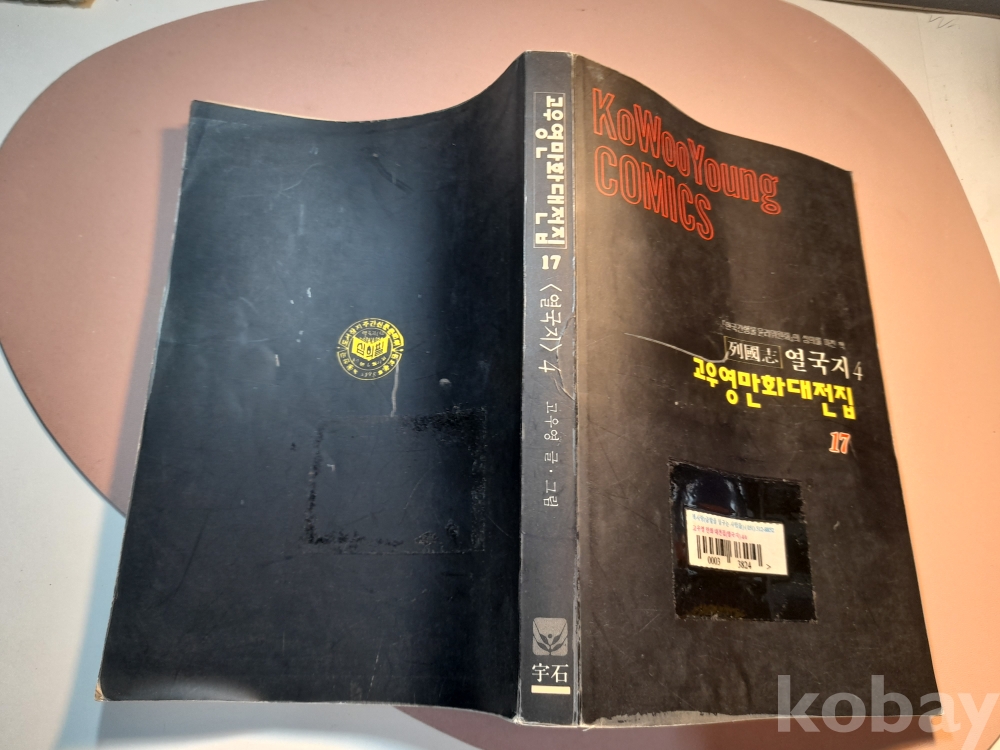 KoWooYoung
COMICS
列國志 열국지 4
고우영만화대전집
17
0003 3824
고우영만화대전집
17
<열국지> 4
고우영 글·그림
宇石
kobay